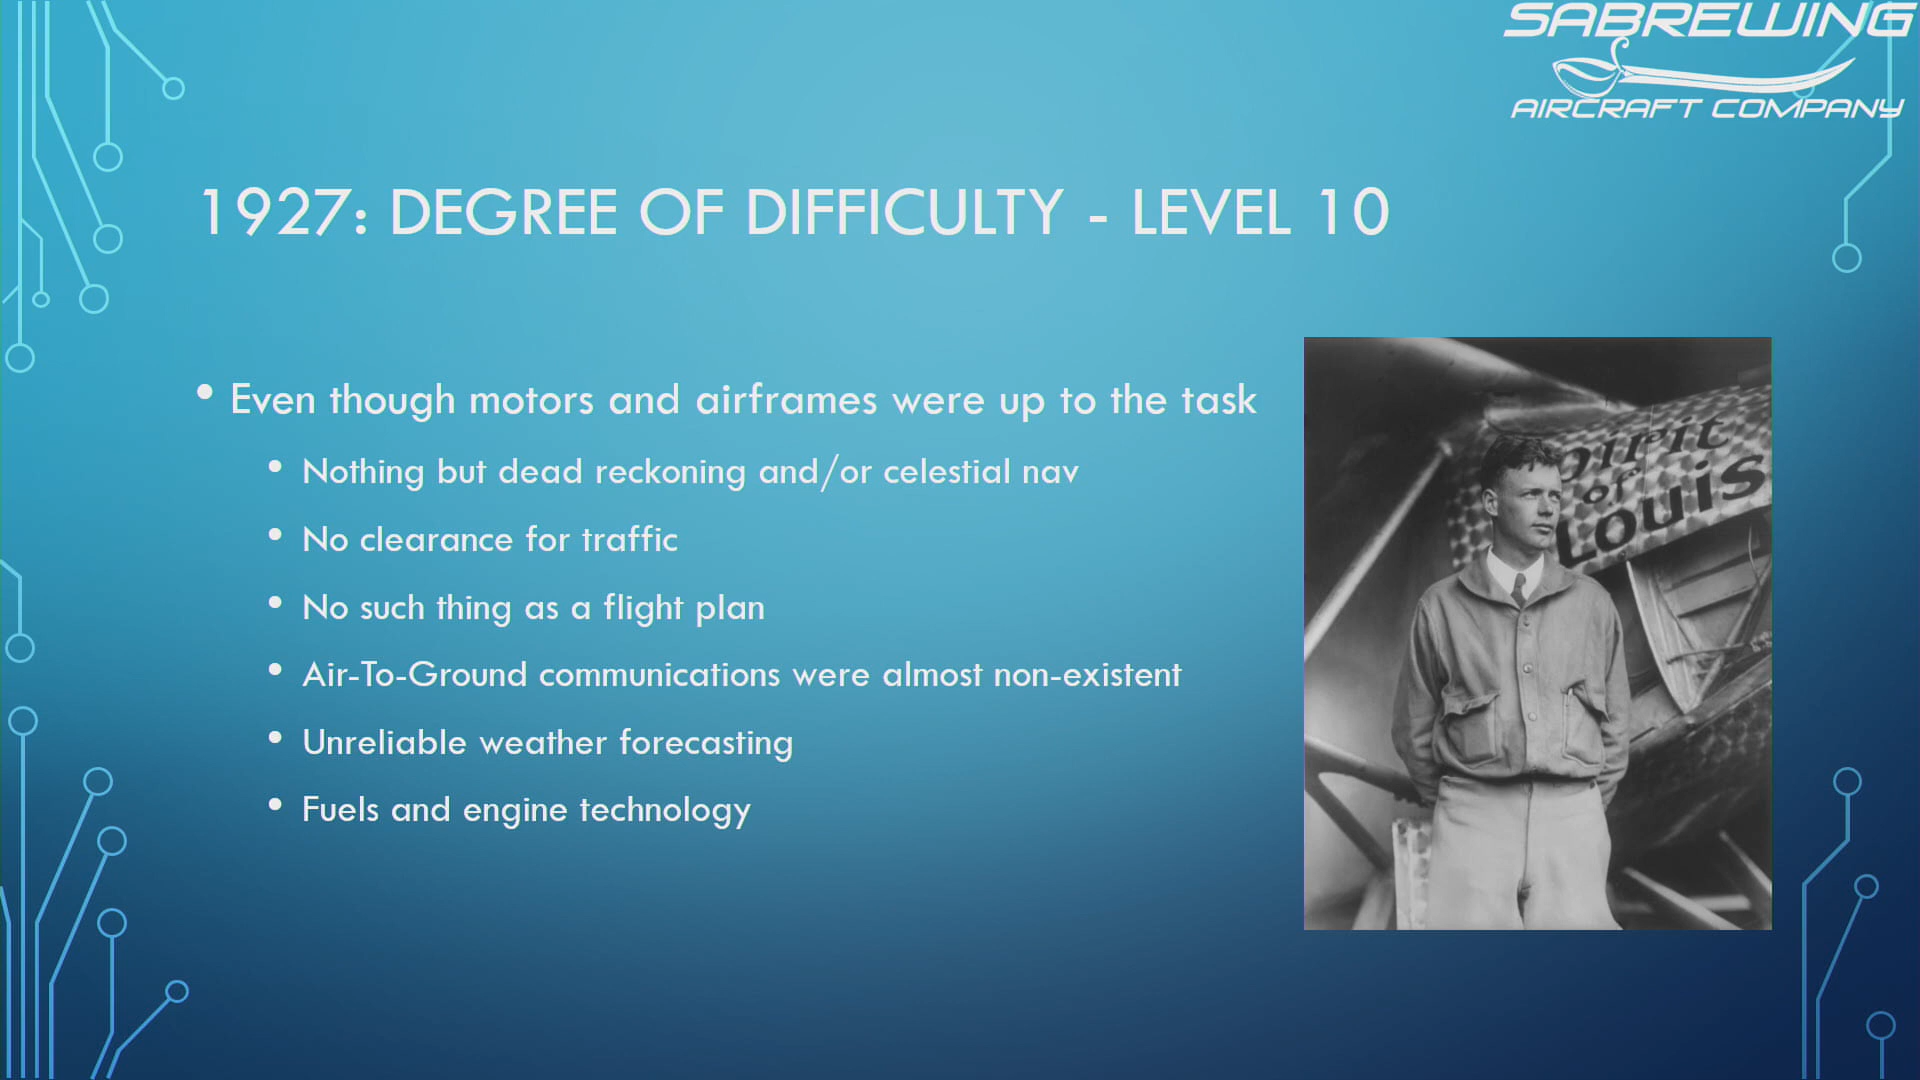 SABREWING
AIRCRAFT COMPANY
1927: DEGREE OF DIFFICULTY - LEVEL 10
• Even though motors and airframes were up to the task
• Nothing but dead reckoning and/or celestial nav
• No clearance for traffic
• No such thing as a flight plan
• Air-To-Ground communications were almost non-existent
• Unreliable weather forecasting
• Fuels and engine technology
pirit
of
Louis